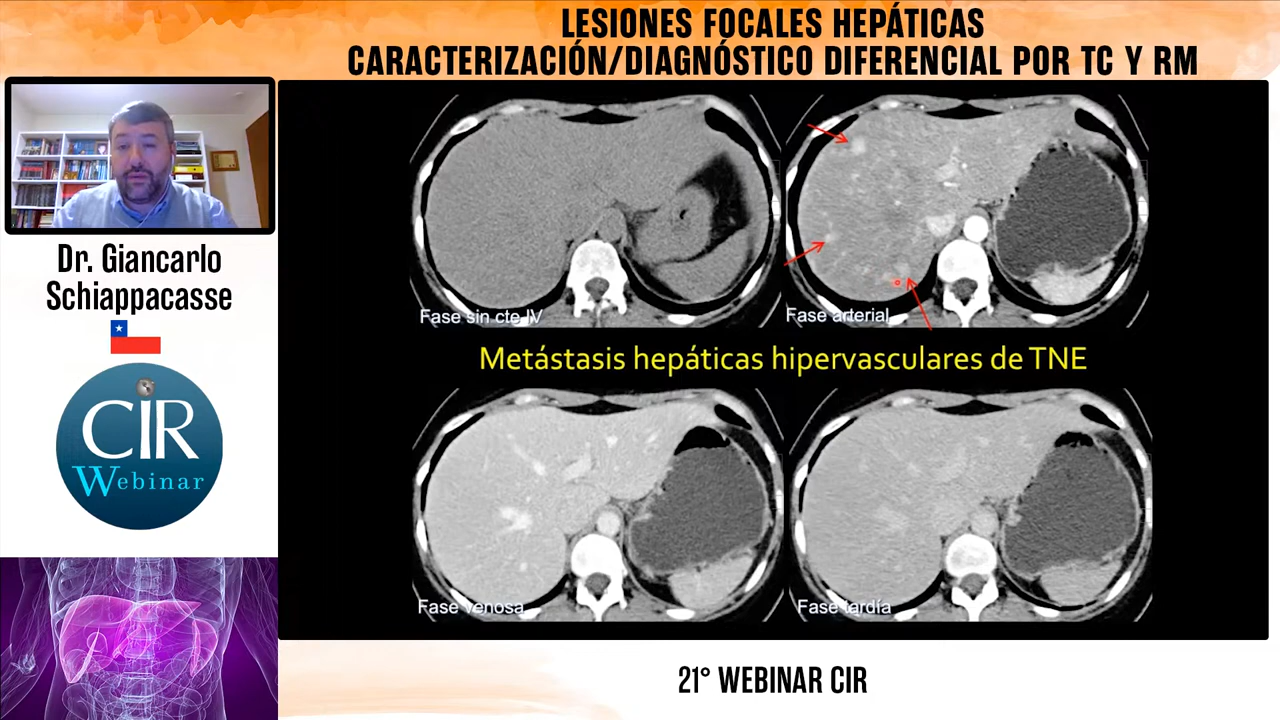 LESIONES FOCALES HEPÁTICAS
CARACTERIZACIÓN/DIAGNÓSTICO DIFERENCIAL POR TC Y RM
Dr. Giancarlo
Schiappacasse
CIR
Webinar
Fase sin cte IV
Fase arterial
Metástasis hepáticas hipervasculares de TNE
Fase venosa
Fase tardía
21° WEBINAR CIR